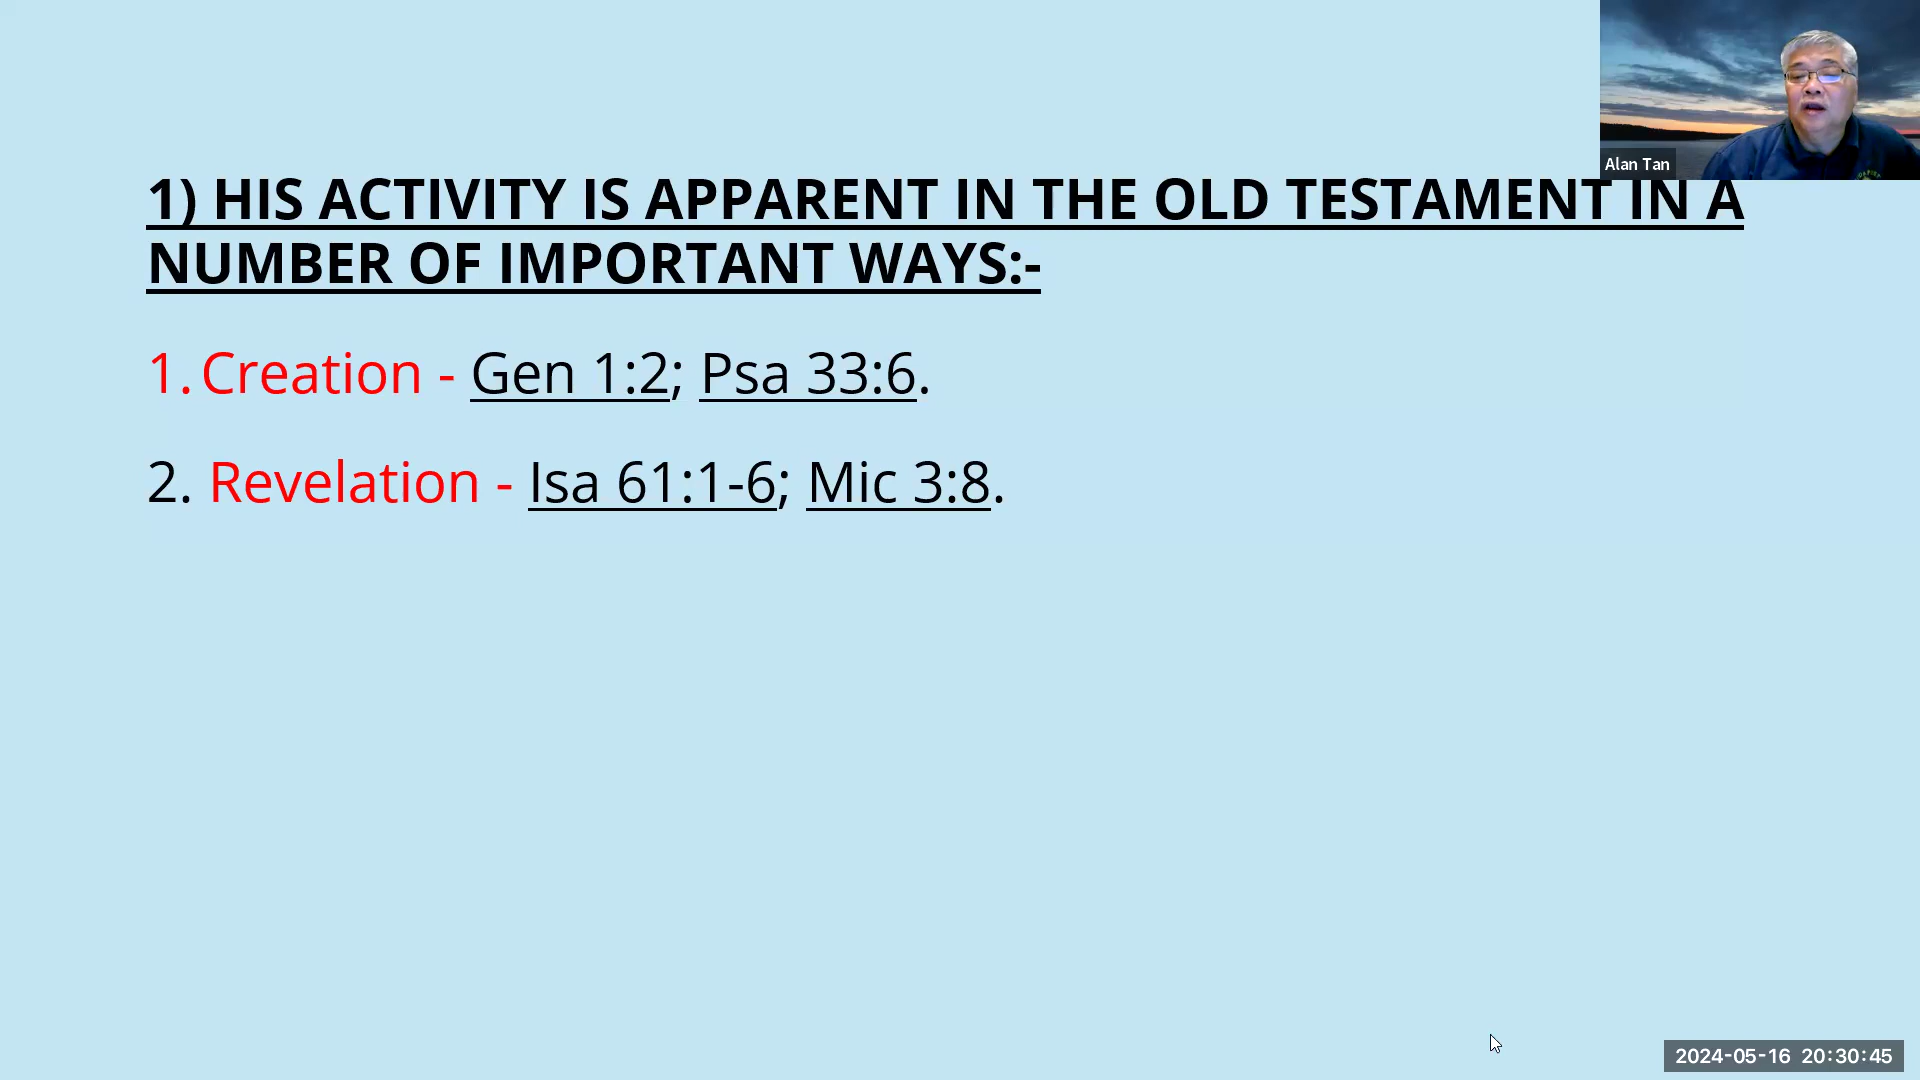 Alan Tan
1) HIS ACTIVITY IS APPARENT IN THE OLD TESTAMENT IN A
NUMBER OF IMPORTANT WAYS:-
1. Creation - Gen 1:2; Psa 33:6.
2. Revelation - Isa 61:1-6; Mic 3:8.
2024-05-16 20:30:45